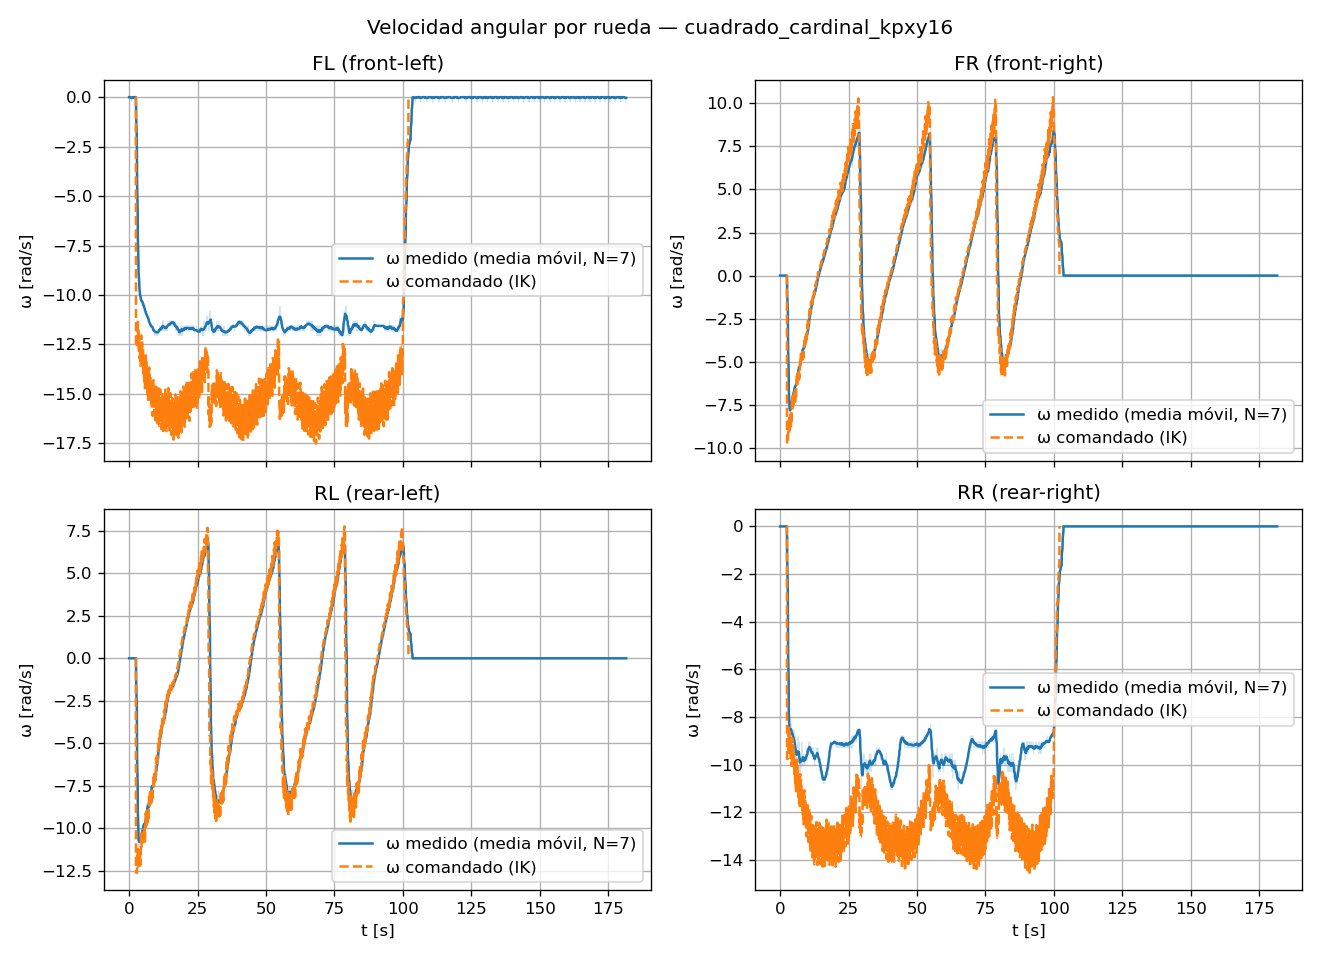 Velocidad angular por rueda — cuadrado_cardinal_kpxy16
FL (front-left)
0.0
−2.5
−5.0
−7.5
−10.0
−12.5
−15.0
−17.5
ω [rad/s]
ω medido (media móvil, N=7)
ω comandado (IK)
FR (front-right)
10.0
7.5
5.0
2.5
0.0
−2.5
−5.0
−7.5
−10.0
ω [rad/s]
ω medido (media móvil, N=7)
ω comandado (IK)
RL (rear-left)
7.5
5.0
2.5
0.0
−2.5
−5.0
−7.5
−10.0
−12.5
ω [rad/s]
ω medido (media móvil, N=7)
ω comandado (IK)
0 25 50 75 100 125 150 175
t [s]
RR (rear-right)
0
−2
−4
−6
−8
−10
−12
−14
ω [rad/s]
ω medido (media móvil, N=7)
ω comandado (IK)
0 25 50 75 100 125 150 175
t [s]